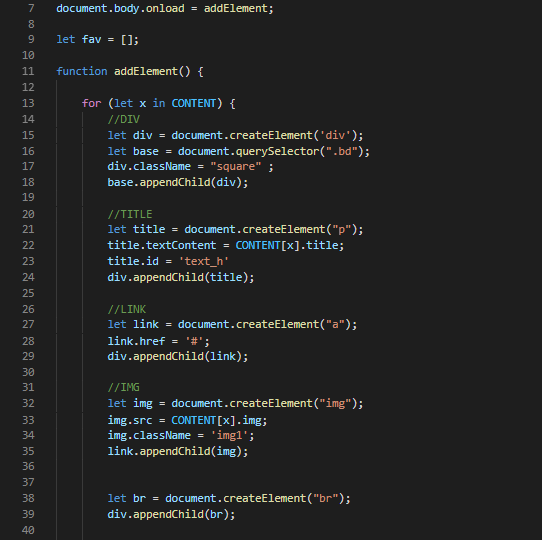 7 document.body.onload = addElement;
8
9 let fav = [];
10
11 function addElement() {
12
13 for (let x in CONTENT) {
14 //DIV
15 let div = document.createElement('div');
16 let base = document.querySelector(".bd");
17 div.className = "square" ;
18 base.appendChild(div);
19
20 //TITLE
21 let title = document.createElement("p");
22 title.textContent = CONTENT[x].title;
23 title.id = 'text_h'
24 div.appendChild(title);
25
26 //LINK
27 let link = document.createElement("a");
28 link.href = '#';
29 div.appendChild(link);
30
31 //IMG
32 let img = document.createElement("img");
33 img.src = CONTENT[x].img;
34 img.className = 'img1';
35 link.appendChild(img);
36
37
38 let br = document.createElement("br");
39 div.appendChild(br);
40